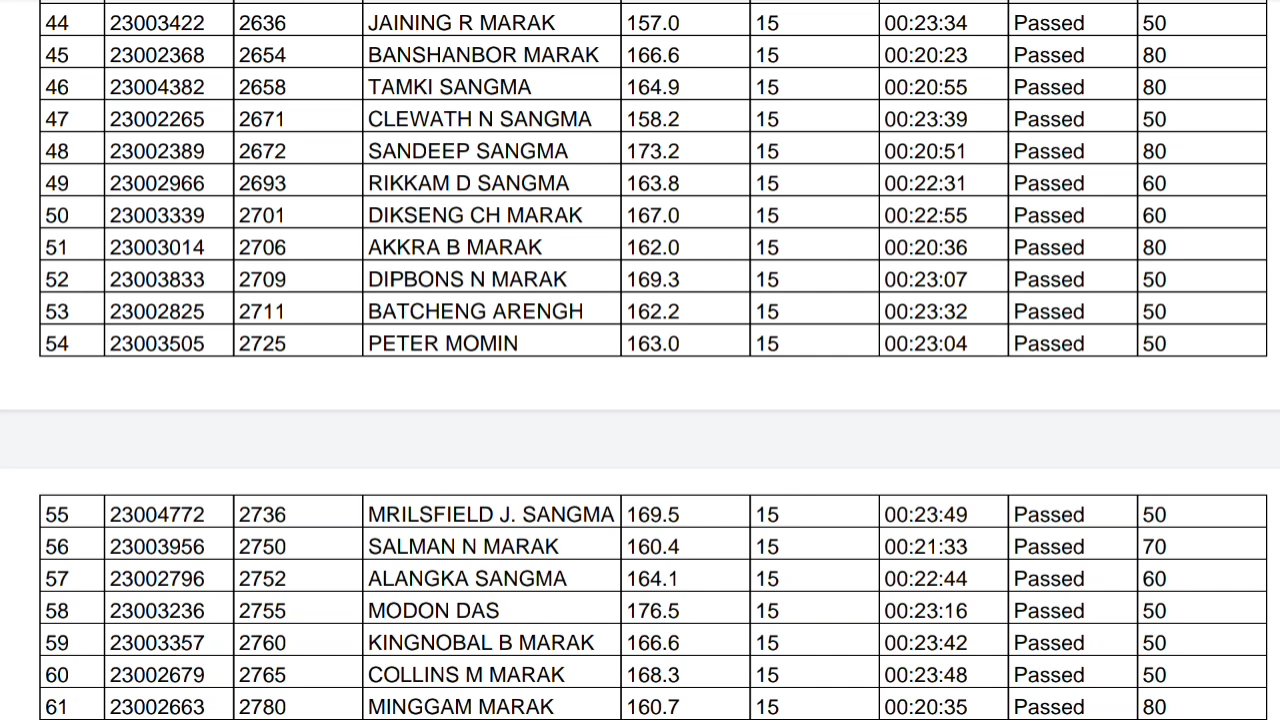 44 23003422 2636 JAINING R MARAK 157.0 15 00:23:34 Passed 50
45 23002368 2654 BANSHANBOR MARAK 166.6 15 00:20:23 Passed 80
46 23004382 2658 TAMKI SANGMA 164.9 15 00:20:55 Passed 80
47 23002265 2671 CLEWATH N SANGMA 158.2 15 00:23:39 Passed 50
48 23002389 2672 SANDEEP SANGMA 173.2 15 00:20:51 Passed 80
49 23002966 2693 RIKKAM D SANGMA 163.8 15 00:22:31 Passed 60
50 23003339 2701 DIKSENG CH MARAK 167.0 15 00:22:55 Passed 60
51 23003014 2706 AKKRA B MARAK 162.0 15 00:20:36 Passed 80
52 23003833 2709 DIPBONS N MARAK 169.3 15 00:23:07 Passed 50
53 23002825 2711 BATCHENG ARENGH 162.2 15 00:23:32 Passed 50
54 23003505 2725 PETER MOMIN 163.0 15 00:23:04 Passed 50
55 23004772 2736 MRILSFIELD J. SANGMA 169.5 15 00:23:49 Passed 50
56 23003956 2750 SALMAN N MARAK 160.4 15 00:21:33 Passed 70
57 23002796 2752 ALANGKA SANGMA 164.1 15 00:22:44 Passed 60
58 23003236 2755 MODON DAS 176.5 15 00:23:16 Passed 50
59 23003357 2760 KINGNOBAL B MARAK 166.6 15 00:23:42 Passed 50
60 23002679 2765 COLLINS M MARAK 168.3 15 00:23:48 Passed 50
61 23002663 2780 MINGGAM MARAK 160.7 15 00:20:35 Passed 80